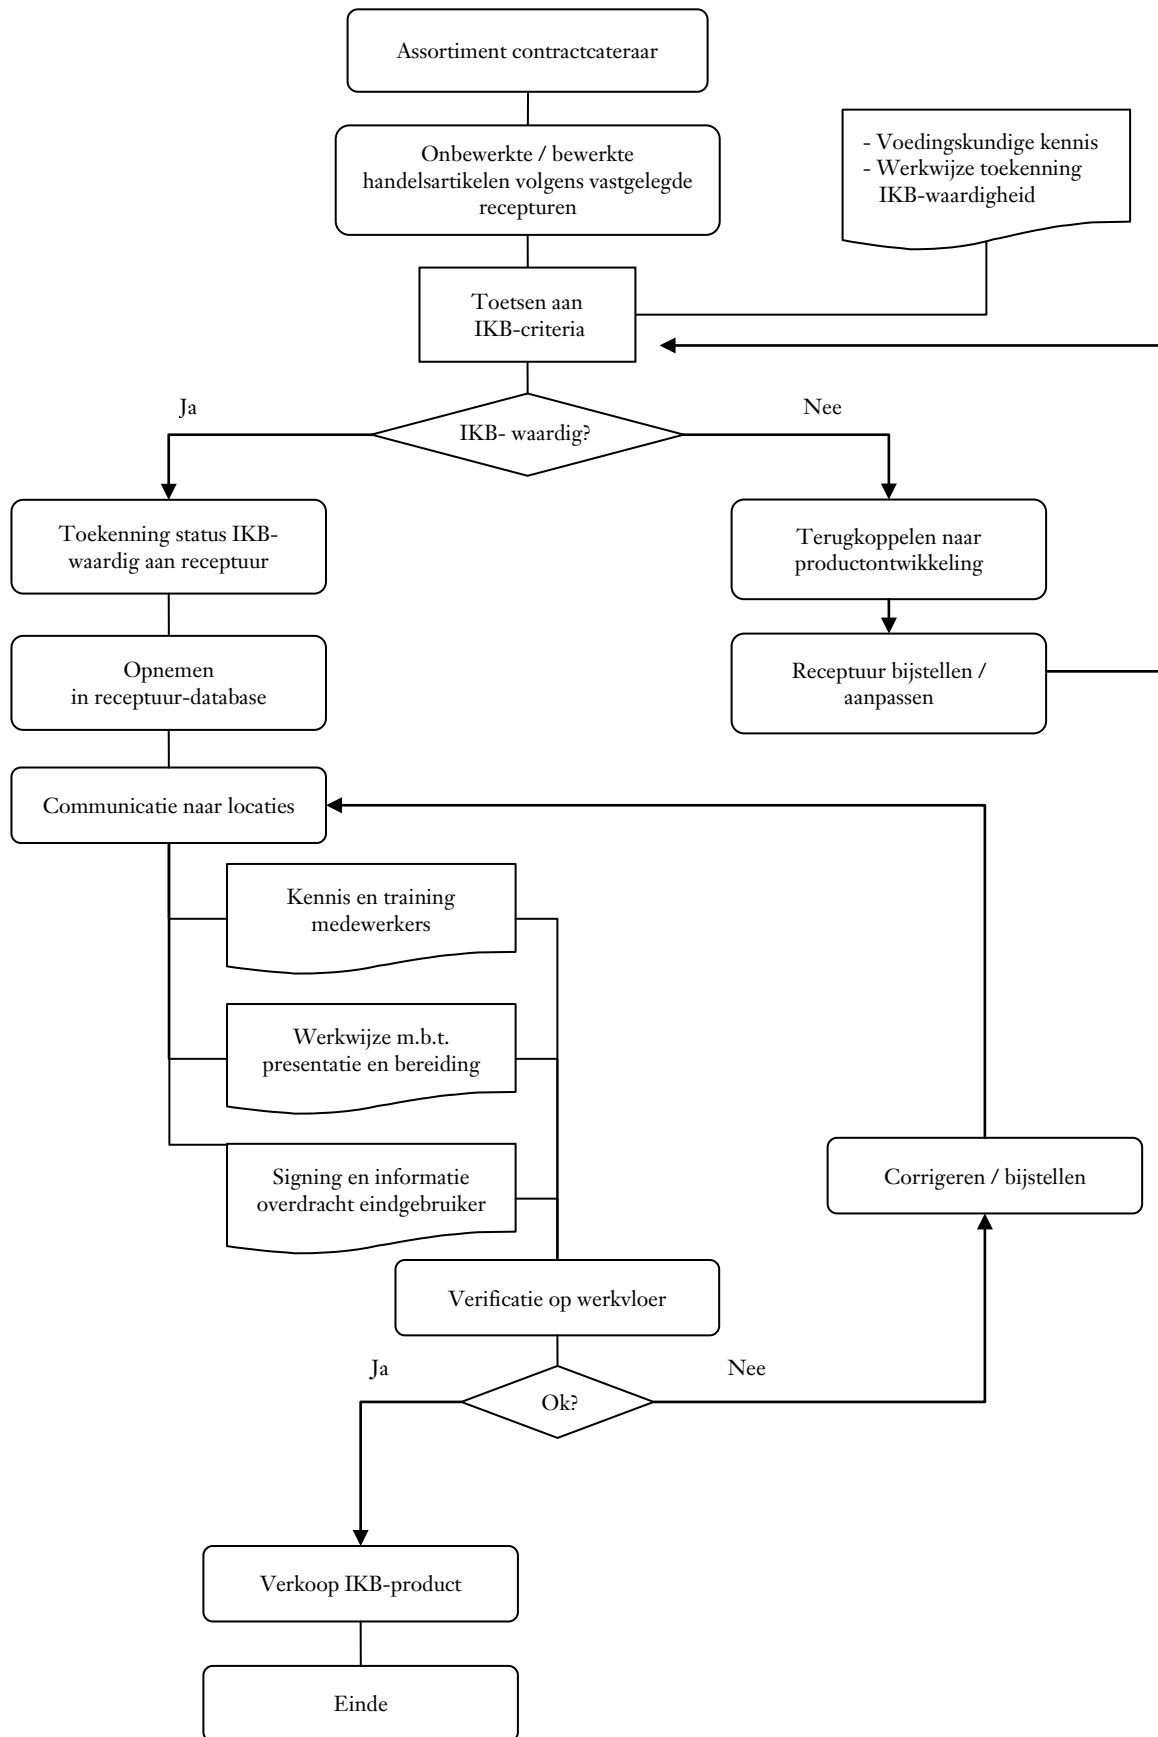 Assortiment contractcateraar
Onbewerkte / bewerkte
handelsartikelen volgens vastgelegde
recepturen
- Voedingskundige kennis
- Werkwijze toekenning
IKB-waardigheid
Toetsen aan
IKB-criteria
Ja
Nee
IKB- waardig?
Toekenning status IKB-
waardig aan receptuur
Terugkoppelen naar
productontwikkeling
Opnemen
in receptuur-database
Receptuur bijstellen /
aanpassen
Communicatie naar locaties
Kennis en training
medewerkers
Werkwijze m.b.t.
presentatie en bereiding
Signing en informatie
overdracht eindgebruiker
Corrigeren / bijstellen
Verificatie op werkvloer
Ja
Nee
Ok?
Verkoop IKB-product
Einde